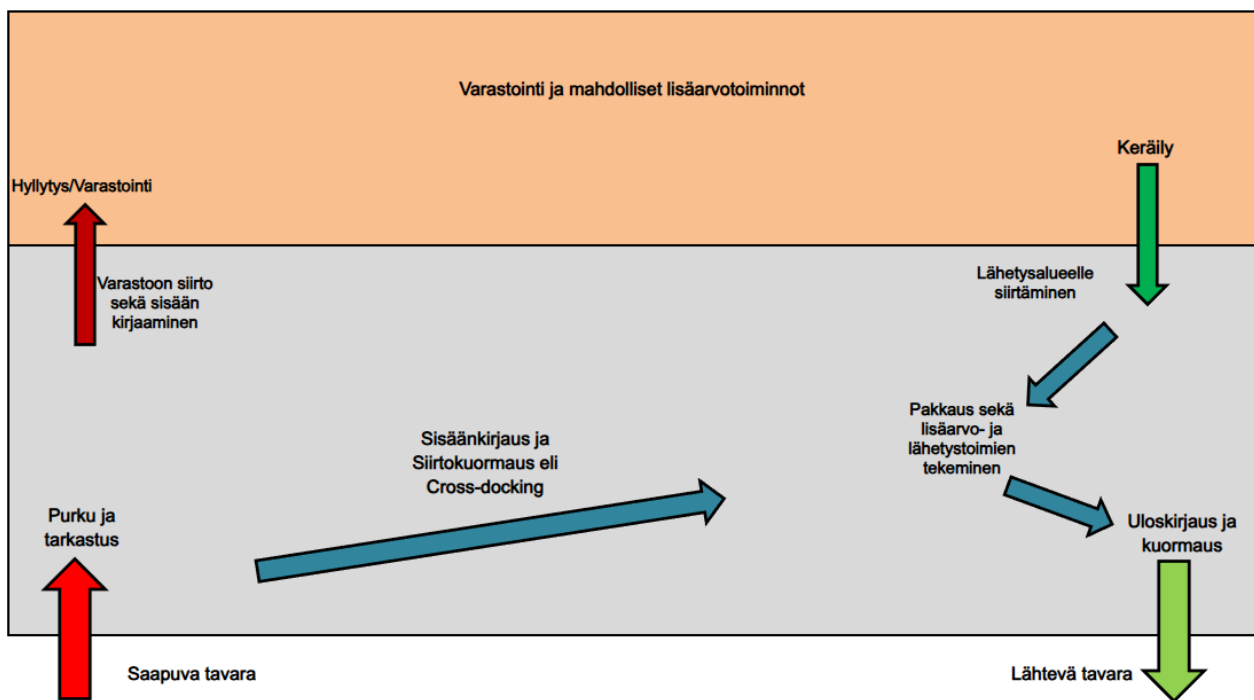 Varastointi ja mahdolliset lisäarvotoiminnot
Keräily
Hyllytys/Varastointi
Varastoon siirto
sekä sisään
kirjaaminen
Lähetysalueelle
siirtäminen
Pakkaus sekä
lisäarvo- ja
lähetystoimien
tekeminen
Sisäänkirjaus ja
Siirtokuormaus eli
Cross-docking
Purku ja
tarkastus
Uloskirjaus ja
kuormaus
Saapuva tavara
Lähtevä tavara